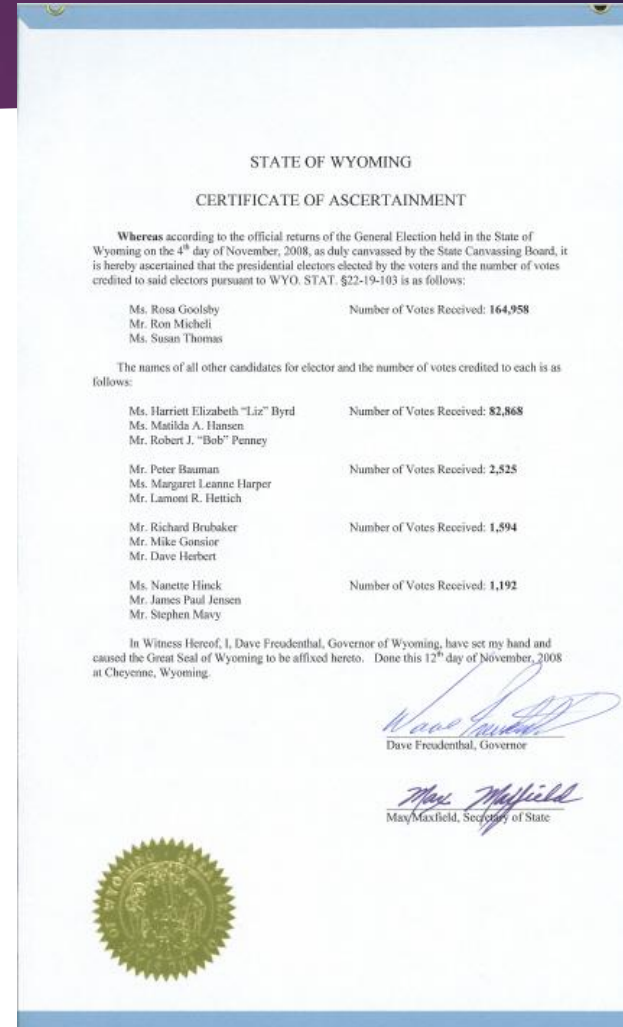 STATE OF WYOMING
CERTIFICATE OF ASCERTAINMENT
Whereas according to the official returns of the General Election held in the State of
Wyoming on the 4th day of November, 2008, as duly canvassed by the State Canvassing Board, it
is hereby ascertained that the presidential electors elected by the voters and the number of votes
credited to said electors pursuant to WYO. STAT. §22-19-103 is as follows:
Ms. Rosa Goolsby Number of Votes Received: 164,958
Mr. Ron Micheli
Ms. Susan Thomas
The names of all other candidates for elector and the number of votes credited to each is as
follows:
Ms. Harriett Elizabeth “Liz” Byrd Number of Votes Received: 82,868
Ms. Matilda A. Hansen
Mr. Robert J. “Bob” Penney
Mr. Peter Bauman Number of Votes Received: 2,525
Ms. Margaret Leanne Harper
Mr. Lamont R. Hettich
Mr. Richard Brubaker Number of Votes Received: 1,594
Mr. Mike Gonsior
Mr. Dave Herbert
Ms. Nanette Hinck Number of Votes Received: 1,192
Mr. James Paul Jensen
Mr. Stephen Mavy
In Witness Hereof, I, Dave Freudenthal, Governor of Wyoming, have set my hand and
caused the Great Seal of Wyoming to be affixed hereto. Done this 12th day of November, 2008
at Cheyenne, Wyoming.
Dave Freudenthal
Dave Freudenthal, Governor
Max Maxfield
Max Maxfield, Secretary of State